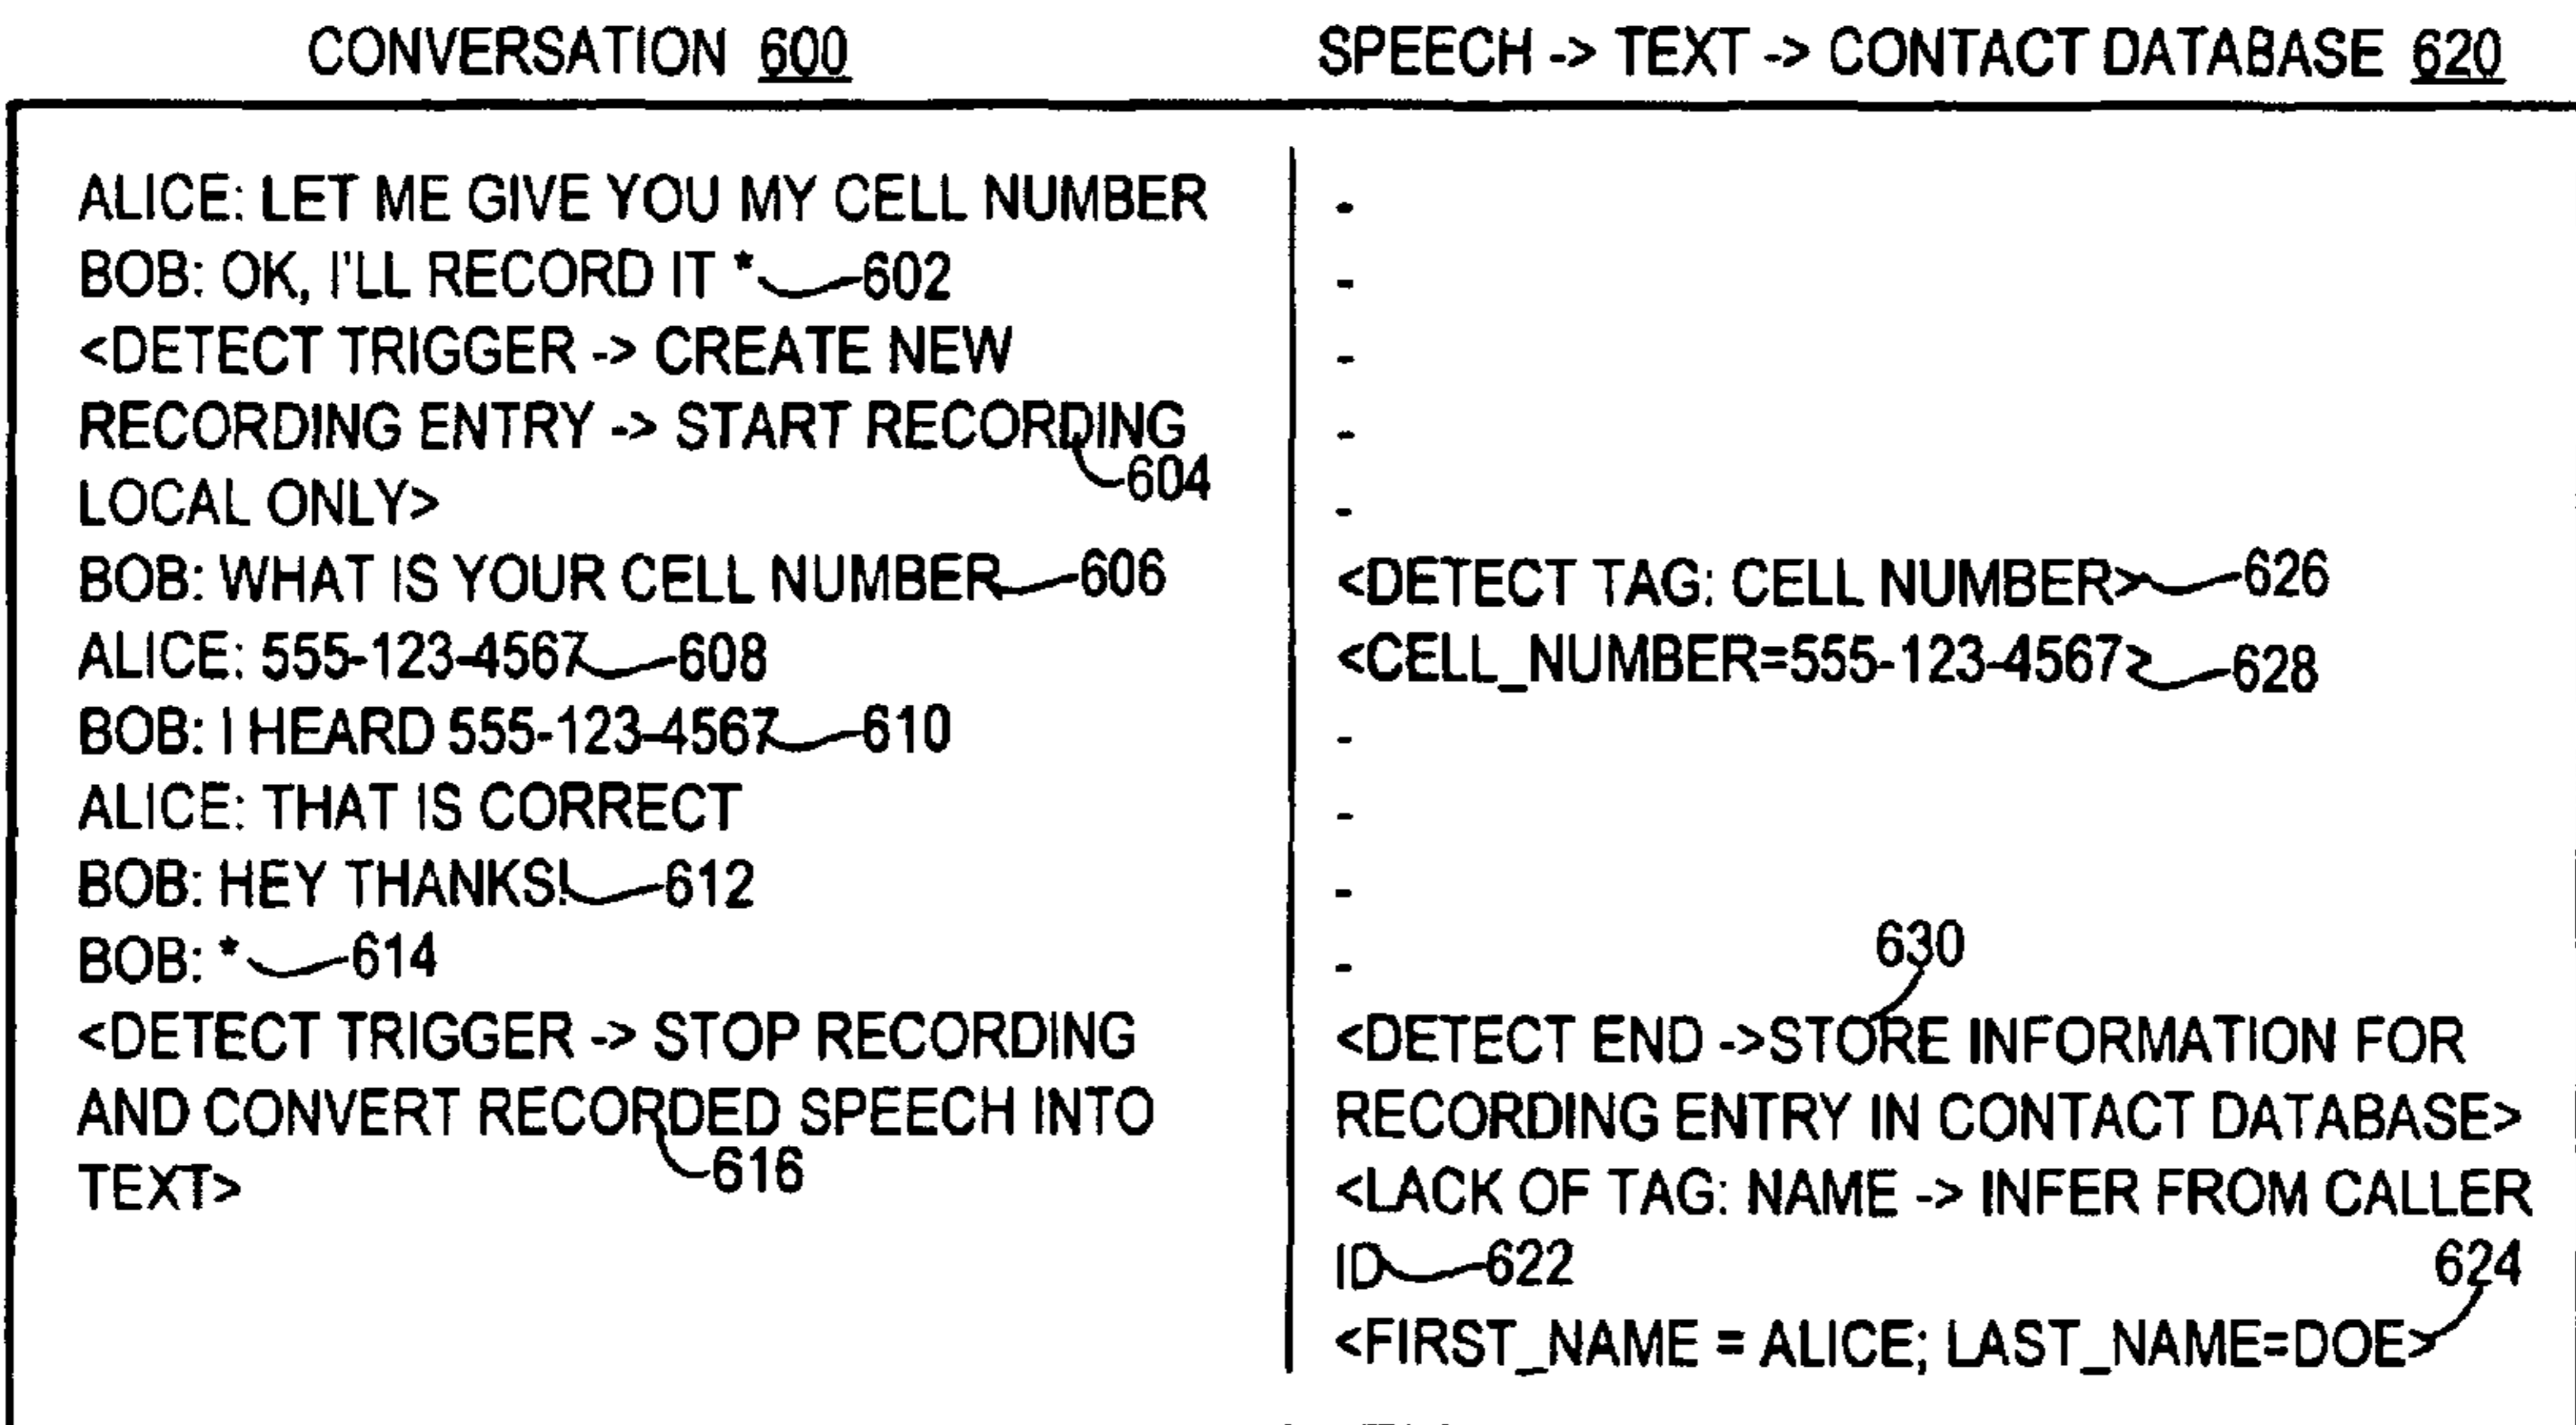 CONVERSATION 600
ALICE: LET ME GIVE YOU MY CELL NUMBER
BOB: OK, I'LL RECORD IT * 602
<DETECT TRIGGER -> CREATE NEW
RECORDING ENTRY -> START RECORDING
604
LOCAL ONLY>
BOB: WHAT IS YOUR CELL NUMBER 606
ALICE: 555-123-4567 608
BOB: I HEARD 555-123-4567 610
ALICE: THAT IS CORRECT
BOB: HEY THANKS! 612
BOB: * 614
<DETECT TRIGGER -> STOP RECORDING
AND CONVERT RECORDED SPEECH INTO
616
TEXT>
SPEECH -> TEXT -> CONTACT DATABASE 620
-
-
-
-
-
<DETECT TAG: CELL NUMBER> 626
<CELL_NUMBER=555-123-4567> 628
-
-
-
-
630
<DETECT END ->STORE INFORMATION FOR
RECORDING ENTRY IN CONTACT DATABASE>
<LACK OF TAG: NAME -> INFER FROM CALLER
ID 622
624
<FIRST_NAME = ALICE; LAST_NAME=DOE>